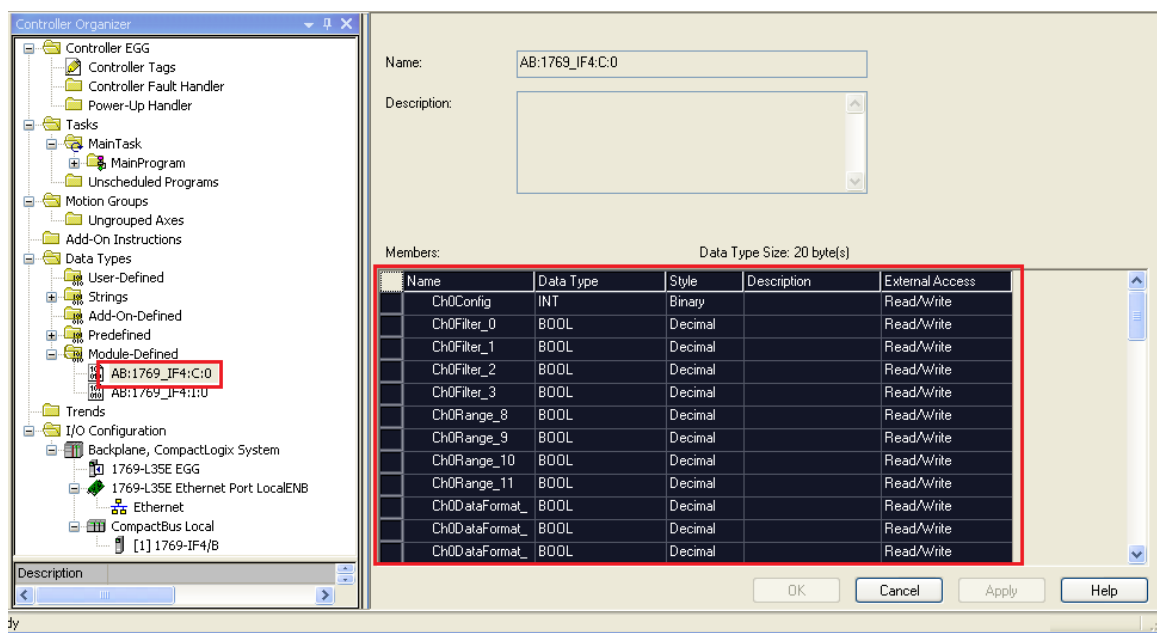 Controller Organizer
Controller EGG
Controller Tags
Controller Fault Handler
Power-Up Handler
Tasks
MainTask
MainProgram
Unscheduled Programs
Motion Groups
Ungrouped Axes
Add-On Instructions
Data Types
User-Defined
Strings
Add-On-Defined
Predefined
Module-Defined
AB:1769_IF4:C:0
AB:1769_IF4:I:0
Trends
I/O Configuration
Backplane, CompactLogix System
1769-L35E EGG
1769-L35E Ethernet Port LocalENB
Ethernet
CompactBus Local
[1] 1769-IF4/B
Description
Name: AB:1769_IF4:C:0
Description:
Members: Data Type Size: 20 byte(s)
Name Data Type Style Description External Access
Ch0Config INT Binary Read/Write
Ch0Filter_0 BOOL Decimal Read/Write
Ch0Filter_1 BOOL Decimal Read/Write
Ch0Filter_2 BOOL Decimal Read/Write
Ch0Filter_3 BOOL Decimal Read/Write
Ch0Range_8 BOOL Decimal Read/Write
Ch0Range_9 BOOL Decimal Read/Write
Ch0Range_10 BOOL Decimal Read/Write
Ch0Range_11 BOOL Decimal Read/Write
Ch0DataFormat_ BOOL Decimal Read/Write
Ch0DataFormat_ BOOL Decimal Read/Write
Ch0DataFormat_ BOOL Decimal Read/Write
OK Cancel Apply Help
dy